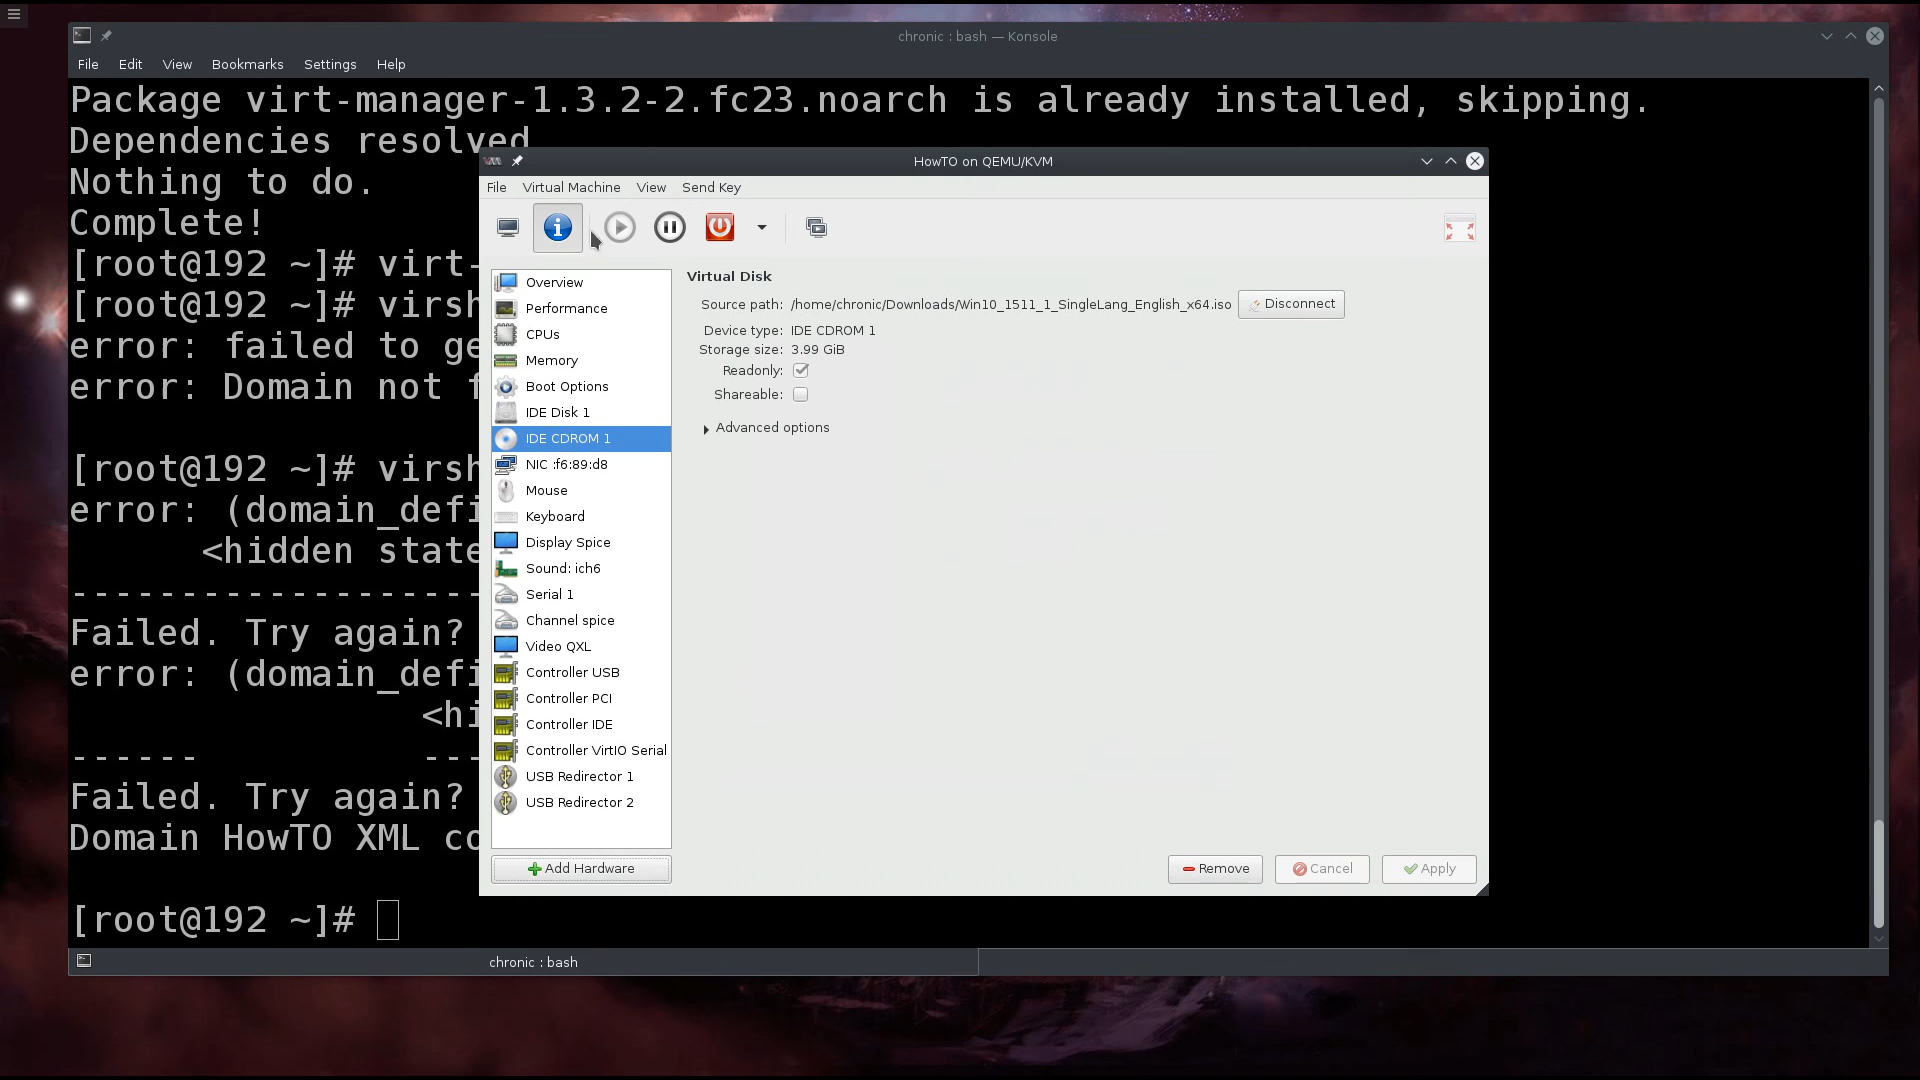 chronic : bash — Konsole
File Edit View Bookmarks Settings Help
Package virt-manager-1.3.2-2.fc23.noarch is already installed, skipping.
Dependencies resolved
Nothing to do.
Complete!
[root@192 ~]# virt-
[root@192 ~]# virsh
error: failed to ge
error: Domain not f
[root@192 ~]# virsh
error: (domain_defi
<hidden state
-------------------
Failed. Try again?
error: (domain_defi
<hi
------ ---
Failed. Try again?
Domain HowTO XML co
[root@192 ~]#
chronic : bash
HowTO on QEMU/KVM
File Virtual Machine View Send Key
Overview
Performance
CPUs
Memory
Boot Options
IDE Disk 1
IDE CDROM 1
NIC :f6:89:d8
Mouse
Keyboard
Display Spice
Sound: ich6
Serial 1
Channel spice
Video QXL
Controller USB
Controller PCI
Controller IDE
Controller VirtIO Serial
USB Redirector 1
USB Redirector 2
Add Hardware
Virtual Disk
Source path: /home/chronic/Downloads/Win10_1511_1_SingleLang_English_x64.iso Disconnect
Device type: IDE CDROM 1
Storage size: 3.99 GiB
Readonly:
Shareable:
Advanced options
Remove Cancel Apply